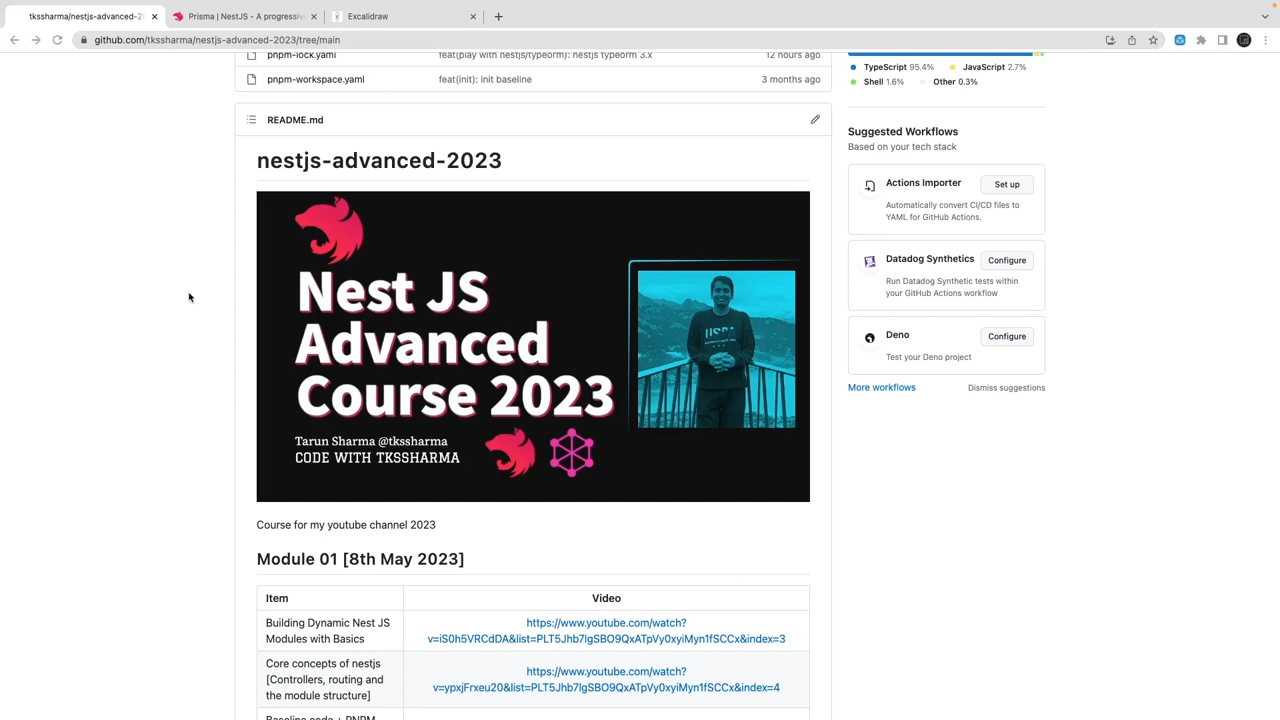 tkssharma/nestjs-advanced-20
Prisma | NestJS - A progressiv
Excalidraw
github.com/tkssharma/nestjs-advanced-2023/tree/main
pnpm-lock.yaml
feat(play with nestjs/typeorm): nestjs typeorm 3.x
12 hours ago
pnpm-workspace.yaml
feat(init): init baseline
3 months ago
TypeScript 95.4%
JavaScript 2.7%
Shell 1.6%
Other 0.3%
README.md
nestjs-advanced-2023
Nest JS
Advanced
Course 2023
Tarun Sharma @tkssharma
CODE WITH TKSSHARMA
Course for my youtube channel 2023
Module 01 [8th May 2023]
Item
Video
Building Dynamic Nest JS
Modules with Basics
https://www.youtube.com/watch?
v=iS0h5VRCdDA&list=PLT5Jhb7lgSBO9QxATpVy0xyiMyn1fSCCx&index=3
Core concepts of nestjs
[Controllers, routing and
the module structure]
https://www.youtube.com/watch?
v=ypxjFrxeu20&list=PLT5Jhb7lgSBO9QxATpVy0xyiMyn1fSCCx&index=4
Baseline code + PNPM
Suggested Workflows
Based on your tech stack
Actions Importer
Set up
Automatically convert CI/CD files to
YAML for GitHub Actions.
Datadog Synthetics
Configure
Run Datadog Synthetic tests within
your GitHub Actions workflow
Deno
Configure
Test your Deno project
More workflows
Dismiss suggestions